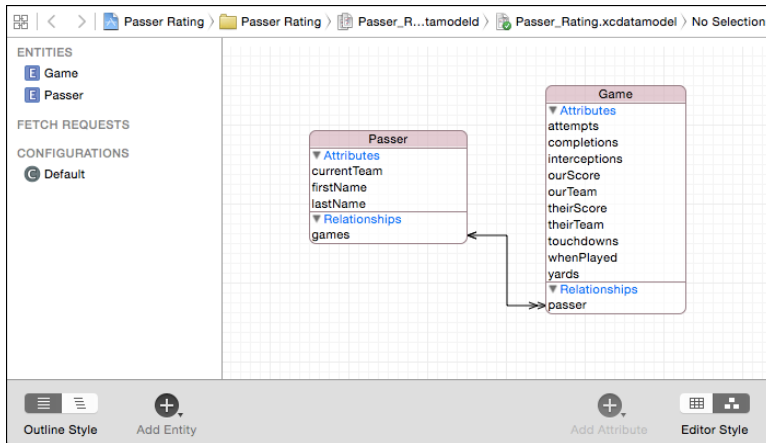 Passer Rating Passer Rating Passer_R...tamodeld Passer_Rating.xcdatamodel No Selection
ENTITIES
E Game
E Passer
FETCH REQUESTS
CONFIGURATIONS
C Default
Passer
Attributes
currentTeam
firstName
lastName
Relationships
games
Game
Attributes
attempts
completions
interceptions
ourScore
ourTeam
theirScore
theirTeam
touchdowns
whenPlayed
yards
Relationships
passer
Outline Style
Add Entity
Add Attribute
Editor Style